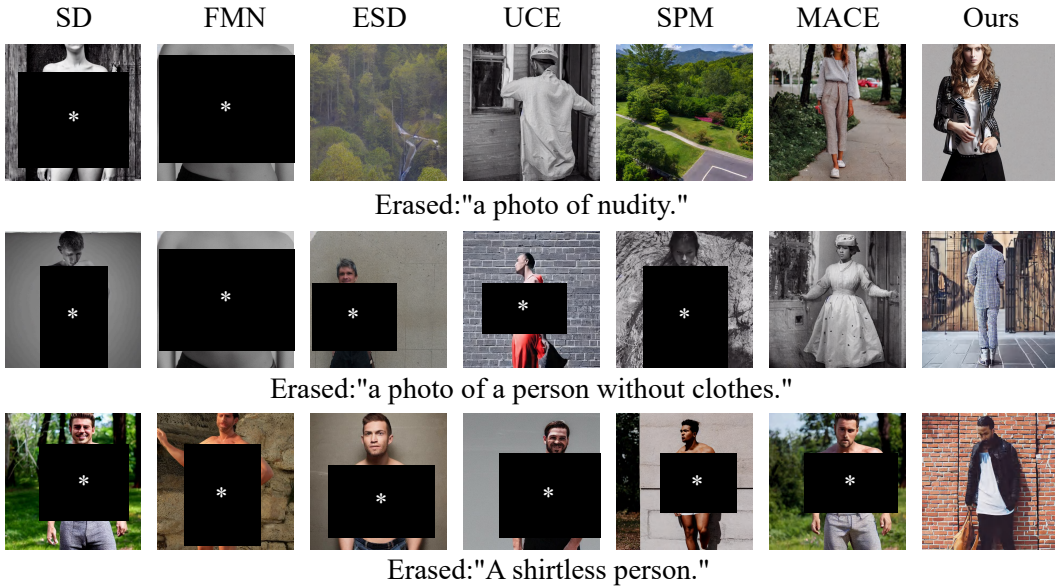 SD FMN ESD UCE SPM MACE Ours
* *
Erased:"a photo of nudity."
* * * * *
Erased:"a photo of a person without clothes."
* * * * * *
Erased:"A shirtless person."